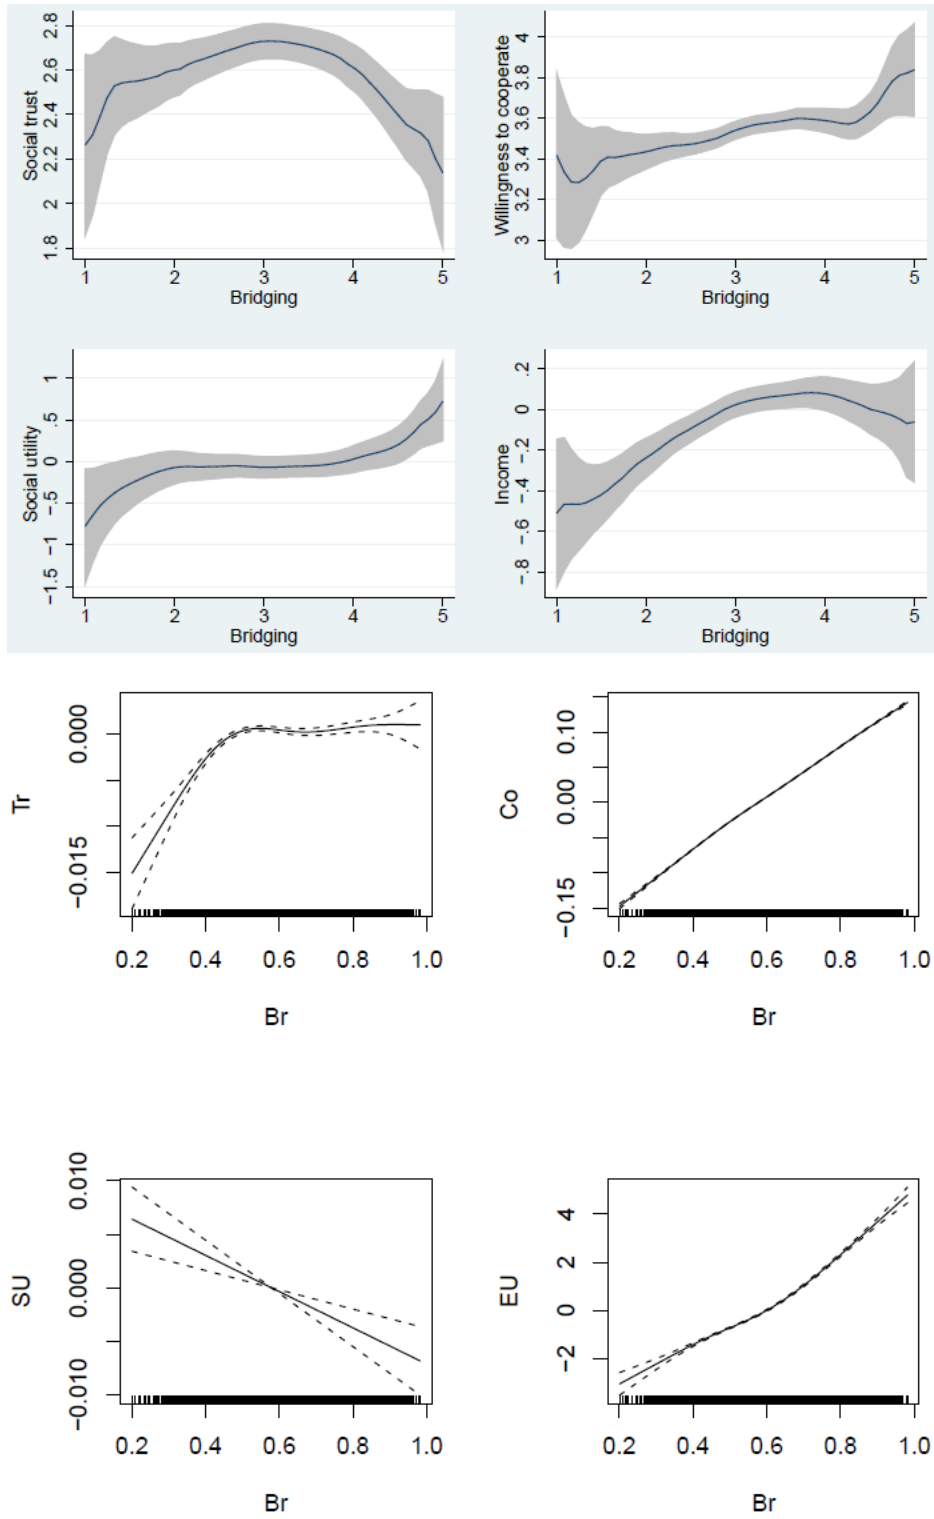 Social trust
1.8 2 2.2 2.4 2.6 2.8
1 2 3 4 5
Bridging
Willingness to cooperate
3 3.2 3.4 3.6 3.8 4
1 2 3 4 5
Bridging
Social utility
−1.5 −1 −.5 0 .5 1
1 2 3 4 5
Bridging
Income
−.8 −.6 −.4 −.2 0 .2
1 2 3 4 5
Bridging
Tr
−0.015 0.000
0.2 0.4 0.6 0.8 1.0
Br
Co
−0.15 0.00 0.10
0.2 0.4 0.6 0.8 1.0
Br
SU
−0.010 0.000 0.010
0.2 0.4 0.6 0.8 1.0
Br
EU
−2 0 2 4
0.2 0.4 0.6 0.8 1.0
Br